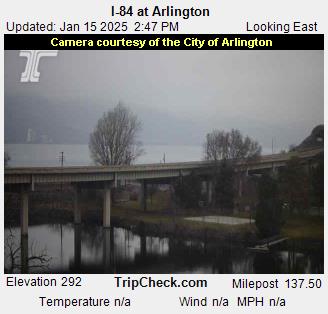 I-84 at Arlington
Updated: Jan 15 2025 2:47 PM Looking East
Camera courtesy of the City of Arlington
Elevation 292 TripCheck.com Milepost 137.50
Temperature n/a Wind n/a MPH n/a